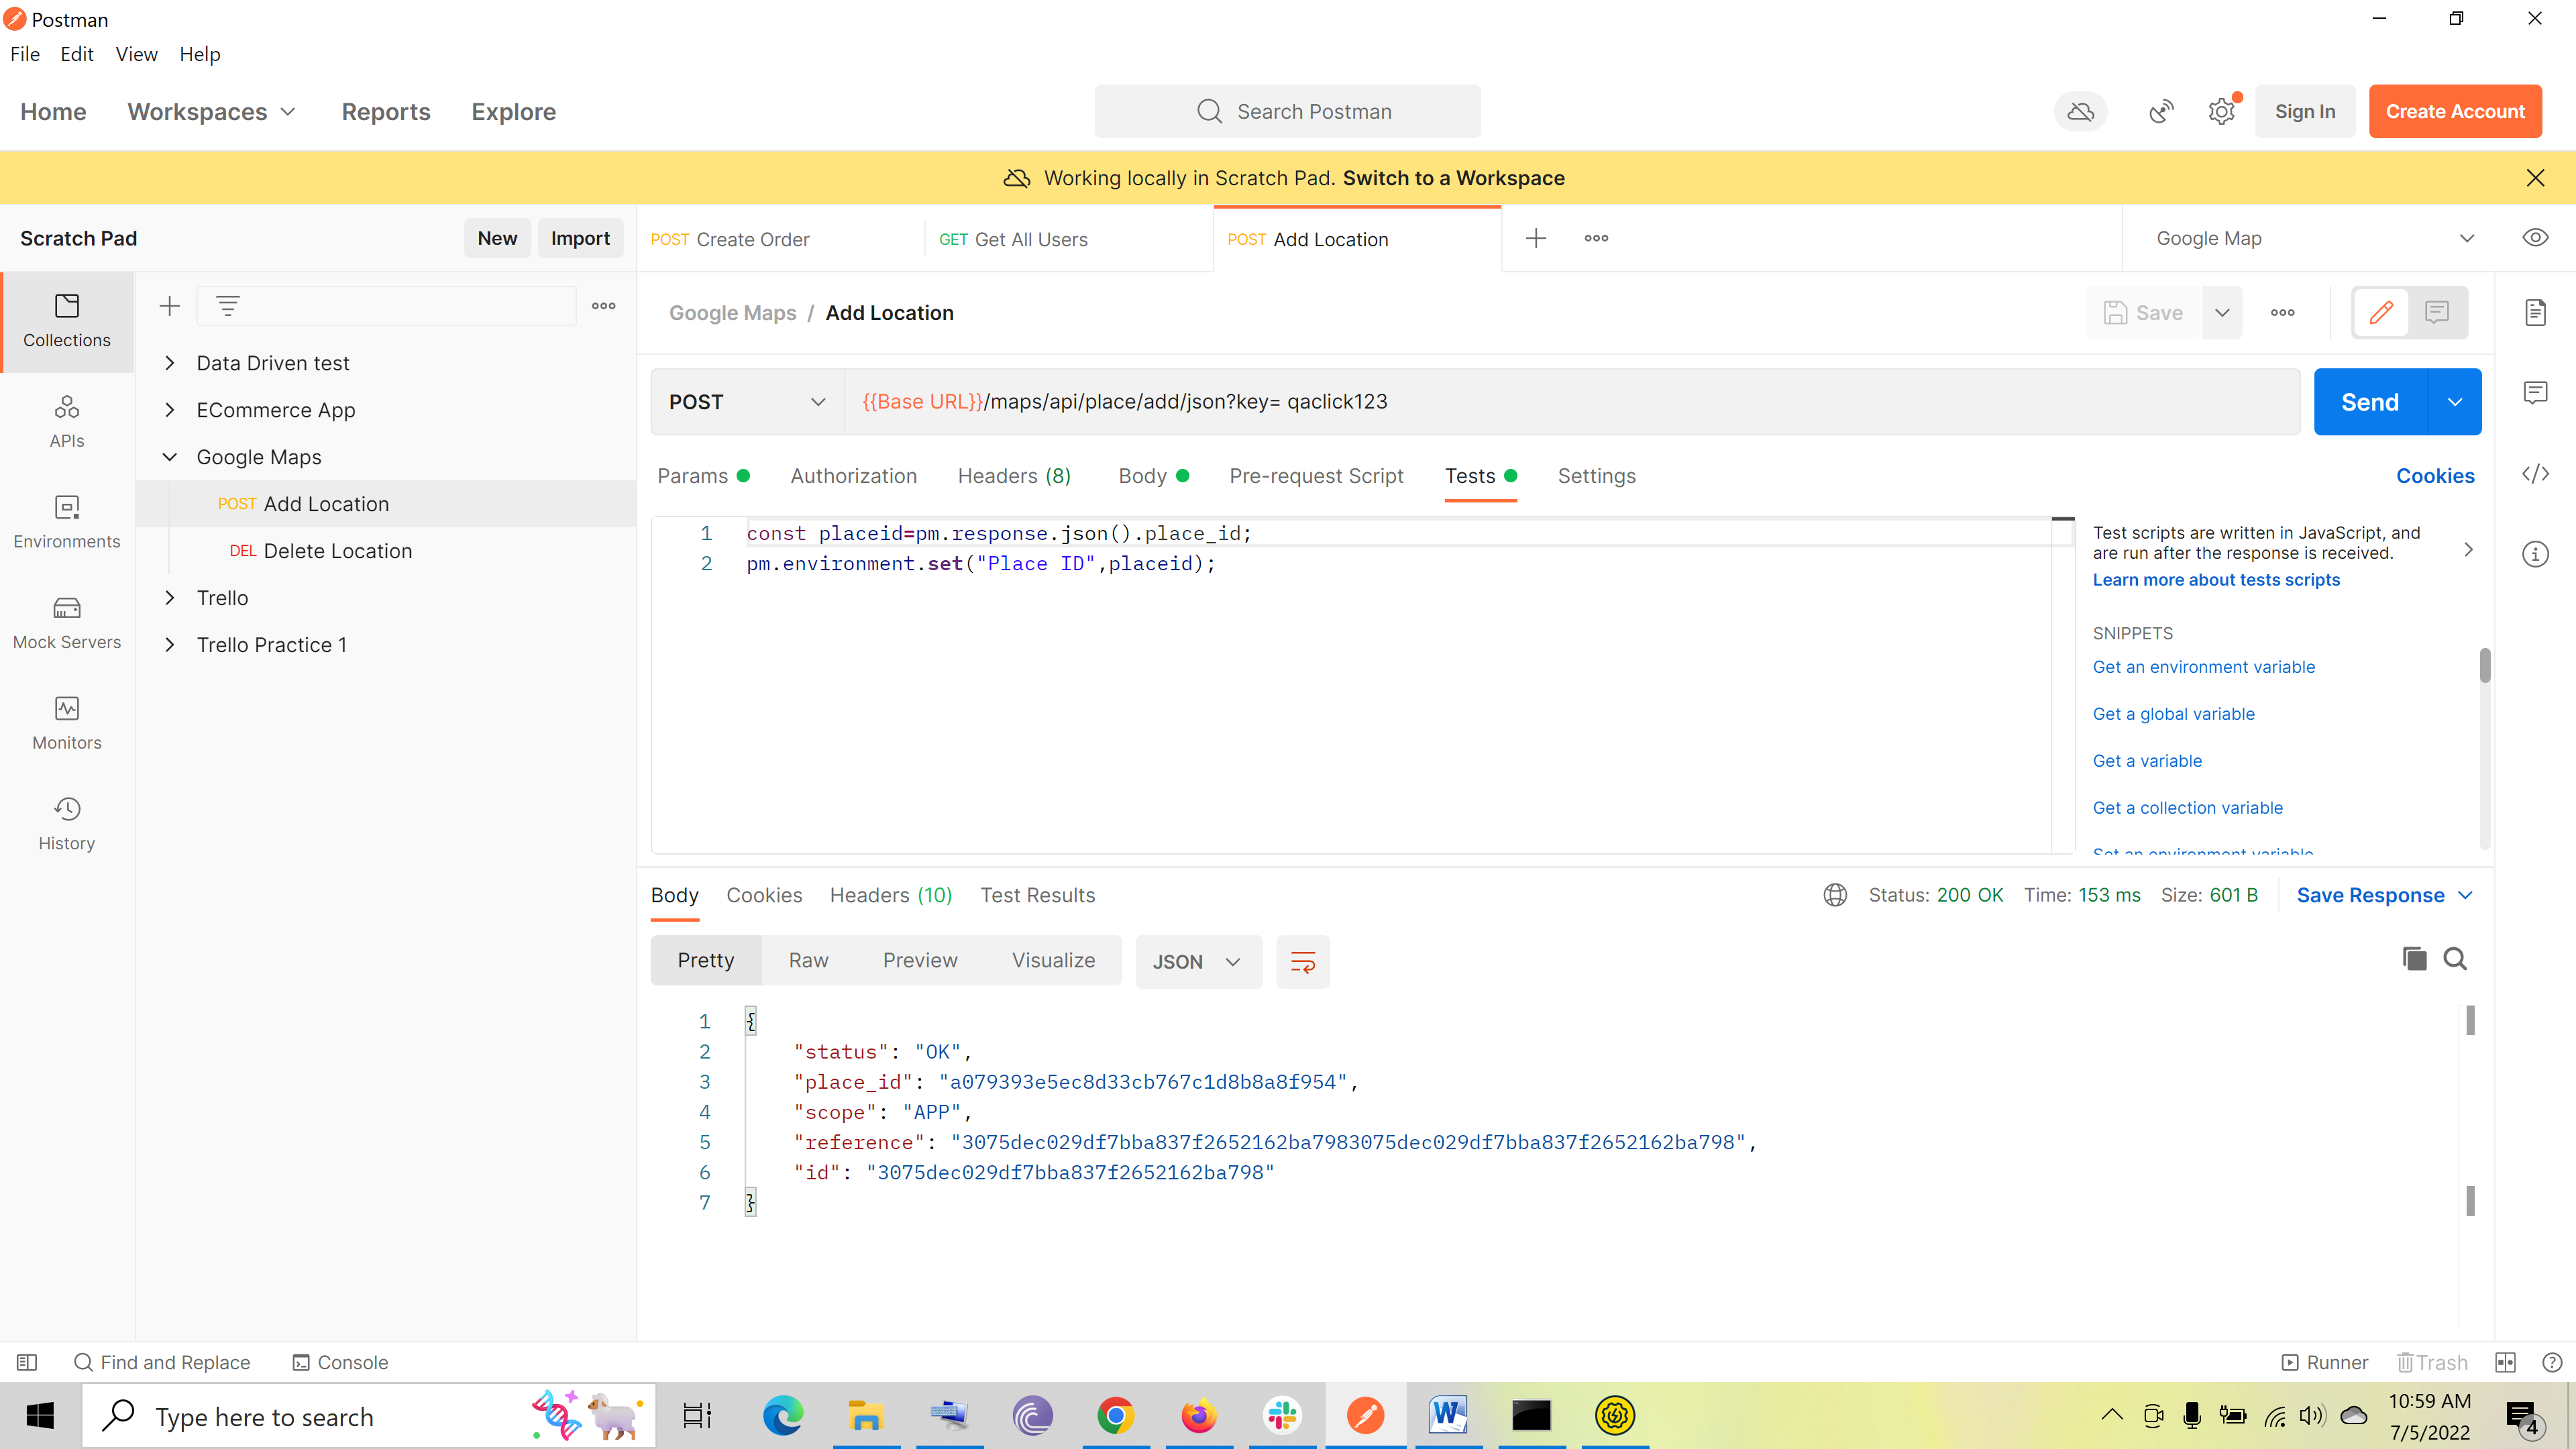 Postman
File Edit View Help
Home Workspaces Reports Explore
Search Postman
Sign In Create Account
Working locally in Scratch Pad. Switch to a Workspace
Scratch Pad New Import
POST Create Order GET Get All Users POST Add Location
Google Map
Collections
APIs
Environments
Mock Servers
Monitors
History
Data Driven test
ECommerce App
Google Maps
POST Add Location
DEL Delete Location
Trello
Trello Practice 1
Google Maps / Add Location
Save
POST {{Base URL}}/maps/api/place/add/json?key= qaclick123 Send
Params Authorization Headers (8) Body Pre-request Script Tests Settings Cookies
1 const placeid=pm.response.json().place_id;
2 pm.environment.set("Place ID",placeid);
Test scripts are written in JavaScript, and
are run after the response is received.
Learn more about tests scripts
SNIPPETS
Get an environment variable
Get a global variable
Get a variable
Get a collection variable
Set an environment variable
Body Cookies Headers (10) Test Results
Status: 200 OK Time: 153 ms Size: 601 B Save Response
Pretty Raw Preview Visualize JSON
1 {
2 "status": "OK",
3 "place_id": "a079393e5ec8d33cb767c1d8b8a8f954",
4 "scope": "APP",
5 "reference": "3075dec029df7bba837f2652162ba7983075dec029df7bba837f2652162ba798",
6 "id": "3075dec029df7bba837f2652162ba798"
7 }
Find and Replace Console
Runner Trash
Type here to search
10:59 AM
7/5/2022
4